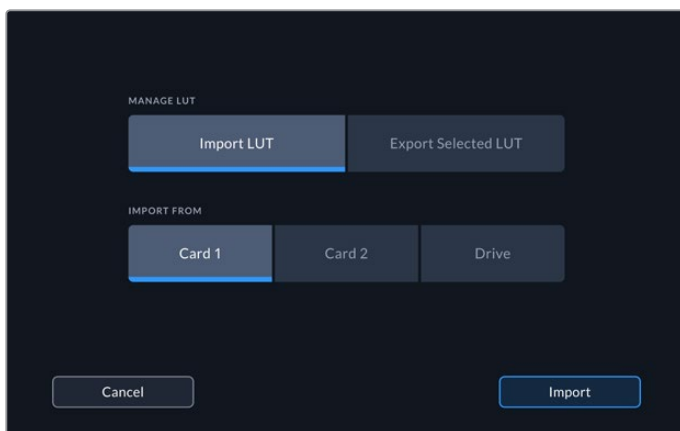 MANAGE LUT
Import LUT Export Selected LUT
IMPORT FROM
Card 1 Card 2 Drive
Cancel Import